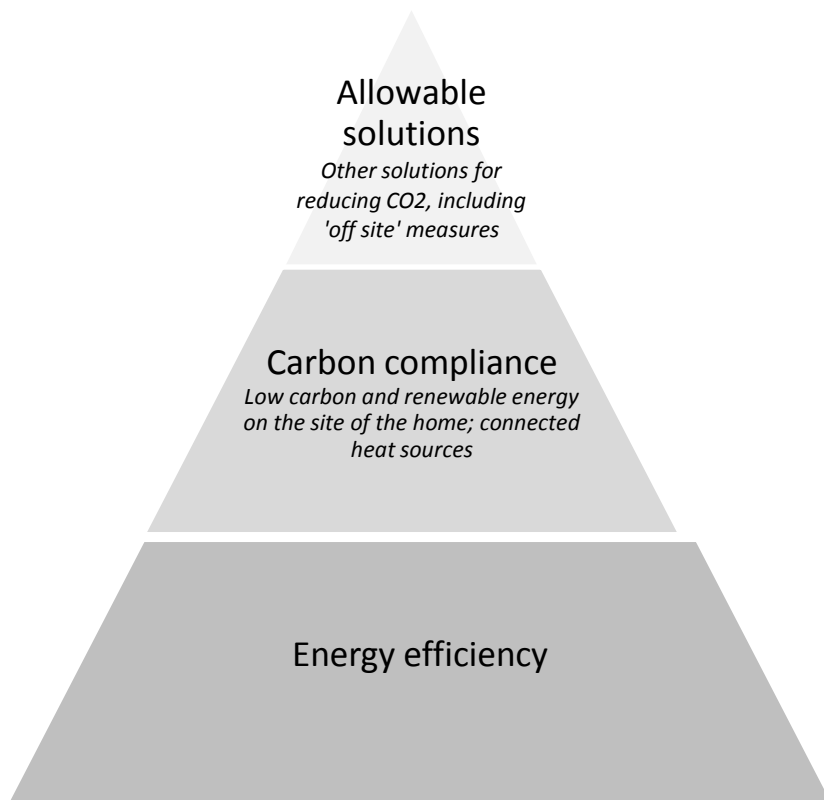 Allowable
solutions
Other solutions for
reducing CO2, including
'off site' measures
Carbon compliance
Low carbon and renewable energy
on the site of the home; connected
heat sources
Energy efficiency